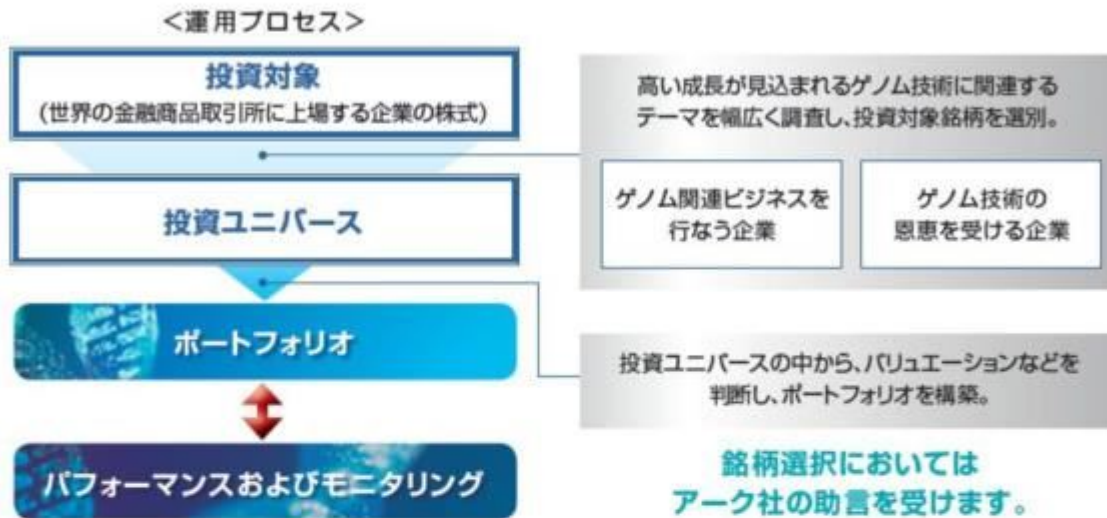 ＜運用プロセス＞
投資対象
(世界の金融商品取引所に上場する企業の株式)
高い成長が見込まれるゲノム技術に関連する
テーマを幅広く調査し、投資対象銘柄を選別。
ゲノム関連ビジネスを
行なう企業
ゲノム技術の
恩恵を受ける企業
投資ユニバース
ポートフォリオ
投資ユニバースの中から、バリュエーションなどを
判断し、ポートフォリオを構築。
パフォーマンスおよびモニタリング
銘柄選択においては
アーク社の助言を受けます。